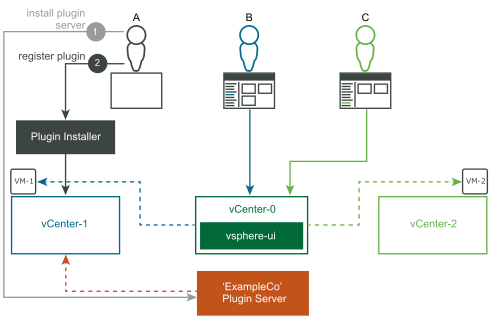 install plugin
server
1
A
B
C
register plugin
2
Plugin Installer
VM-1
VM-2
vCenter-1
vCenter-0
vsphere-ui
vCenter-2
'ExampleCo'
Plugin Server